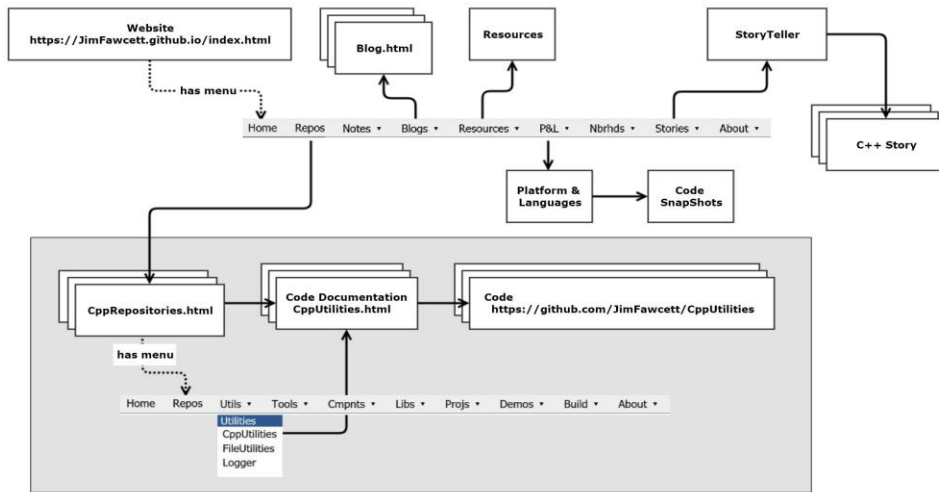 Website
https://JimFawcett.github.io/index.html
Blog.html
Resources
StoryTeller
has menu
Home Repos Notes Blogs Resources P&L Nbrhds Stories About
C++ Story
Platform &
Languages
Code
SnapShots
CppRepositories.html
Code Documentation
CppUtilities.html
Code
https://github.com/JimFawcett/CppUtilities
has menu
Home Repos Utils Tools Cmpnts Libs Projs Demos Build About
Utilities
CppUtilities
FileUtilities
Logger